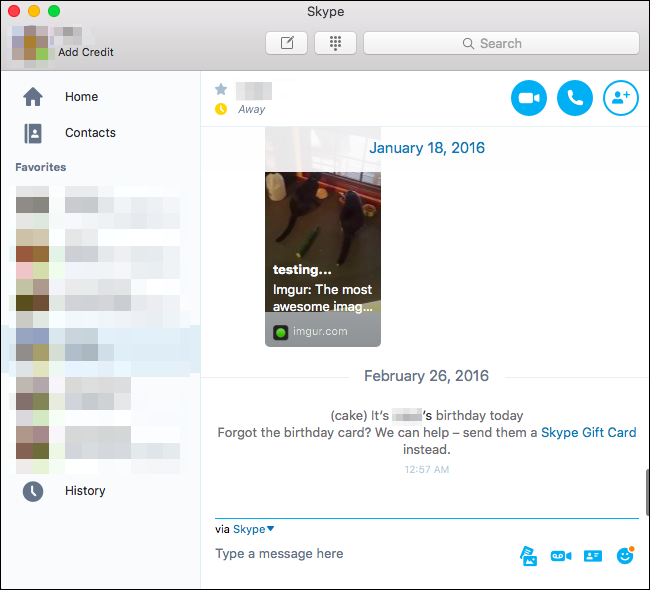 Skype
Add Credit
Search
Home
Contacts
Favorites
History
Away
January 18, 2016
testing...
Imgur: The most
awesome imag...
imgur.com
February 26, 2016
(cake) It's 's birthday today
Forgot the birthday card? We can help – send them a Skype Gift Card
instead.
12:57 AM
via Skype
Type a message here